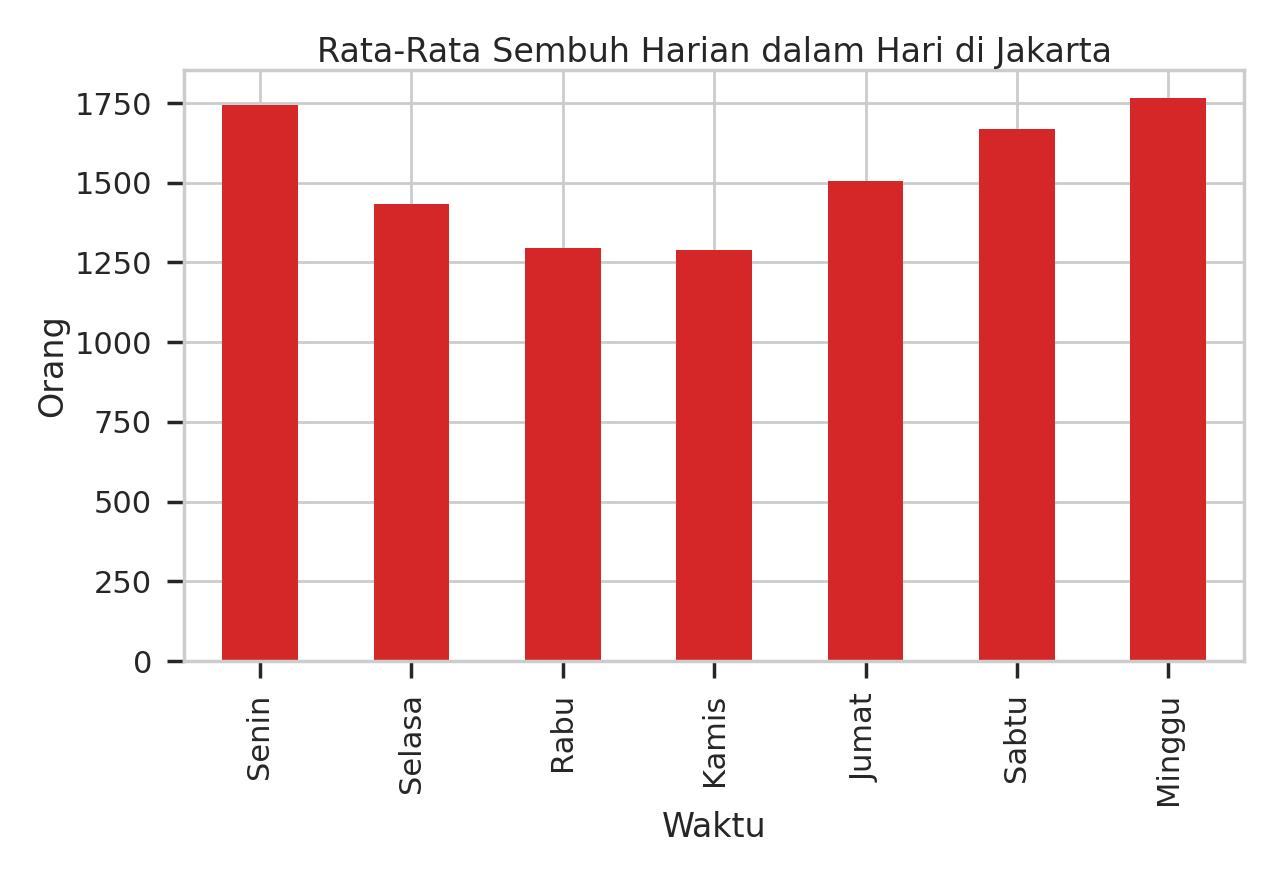 Rata-Rata Sembuh Harian dalam Hari di Jakarta
Orang
1750
1500
1250
1000
750
500
250
0
Senin
Selasa
Rabu
Kamis
Jumat
Sabtu
Minggu
Waktu